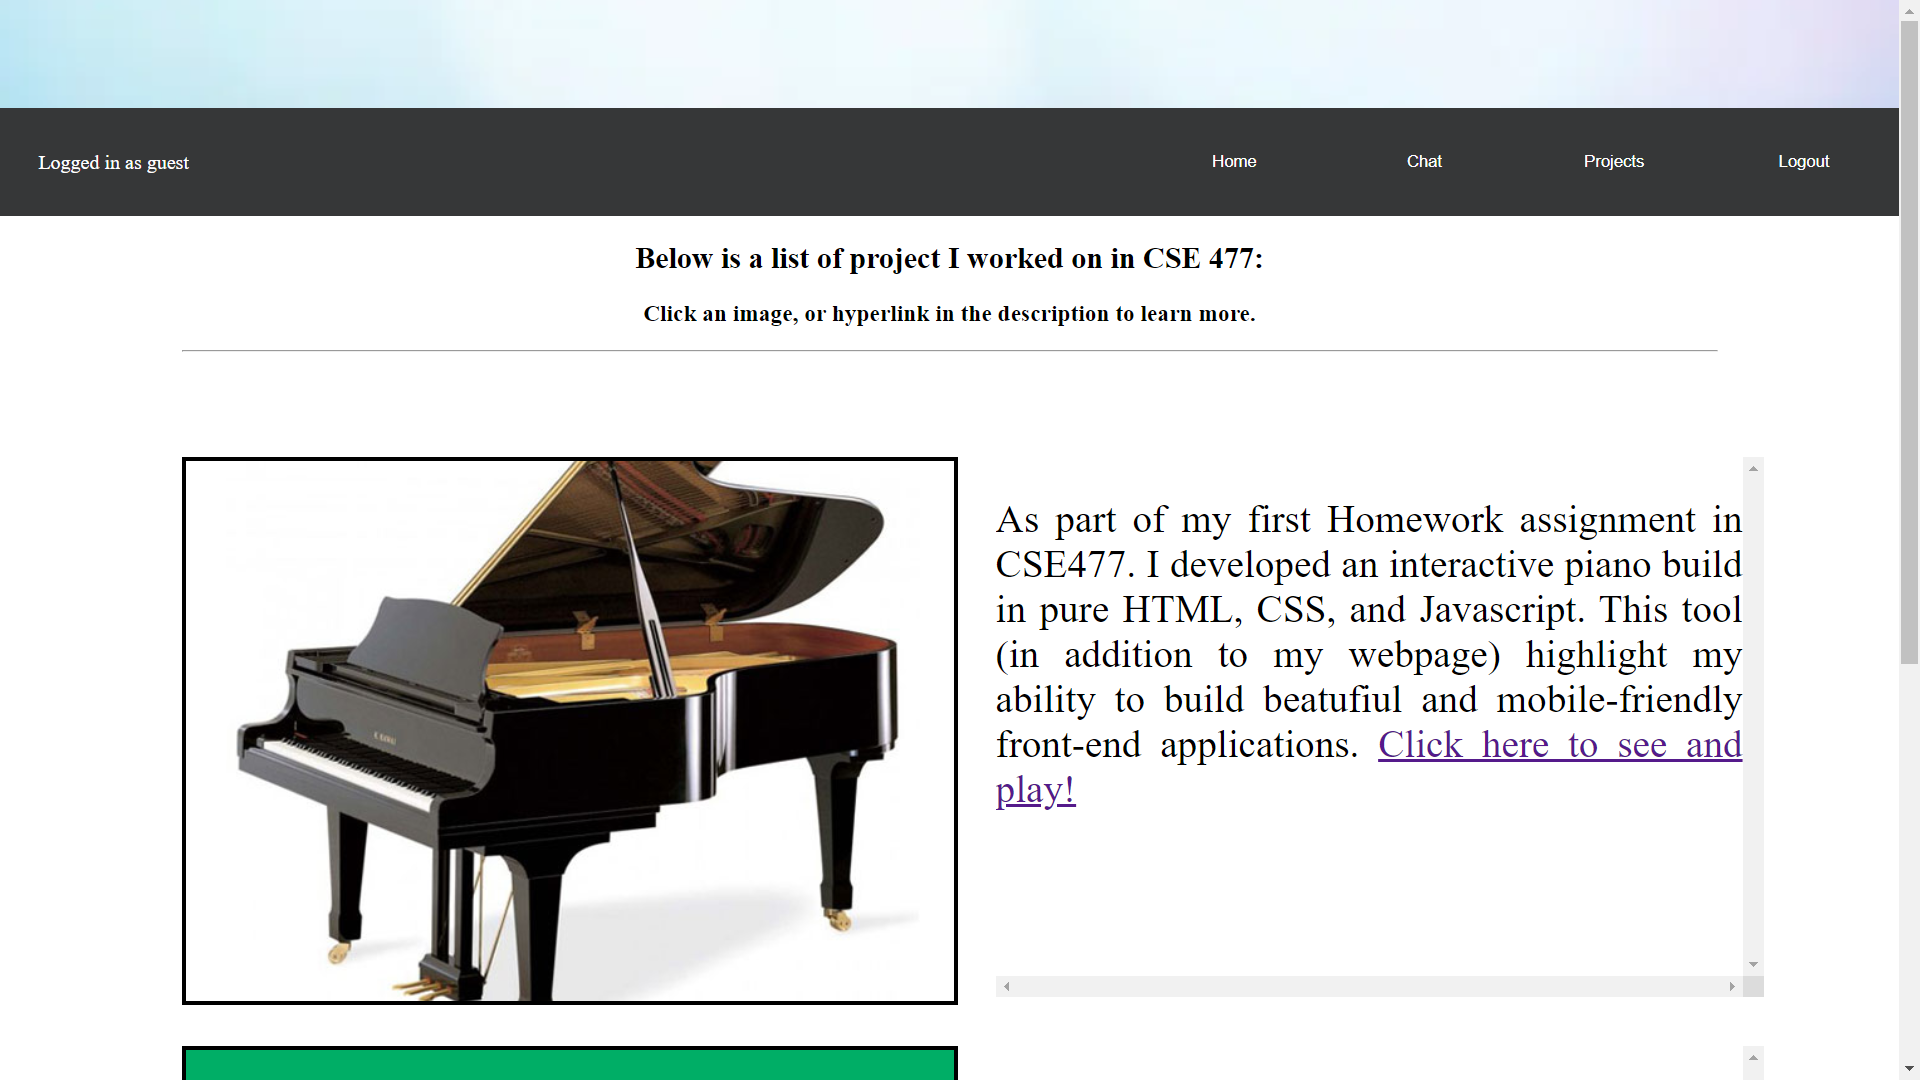 Logged in as guest
Home
Chat
Projects
Logout
Below is a list of project I worked on in CSE 477:
Click an image, or hyperlink in the description to learn more.
As part of my first Homework assignment in
CSE477. I developed an interactive piano build
in pure HTML, CSS, and Javascript. This tool
(in addition to my webpage) highlight my
ability to build beatufiul and mobile-friendly
front-end applications. Click here to see and
play!